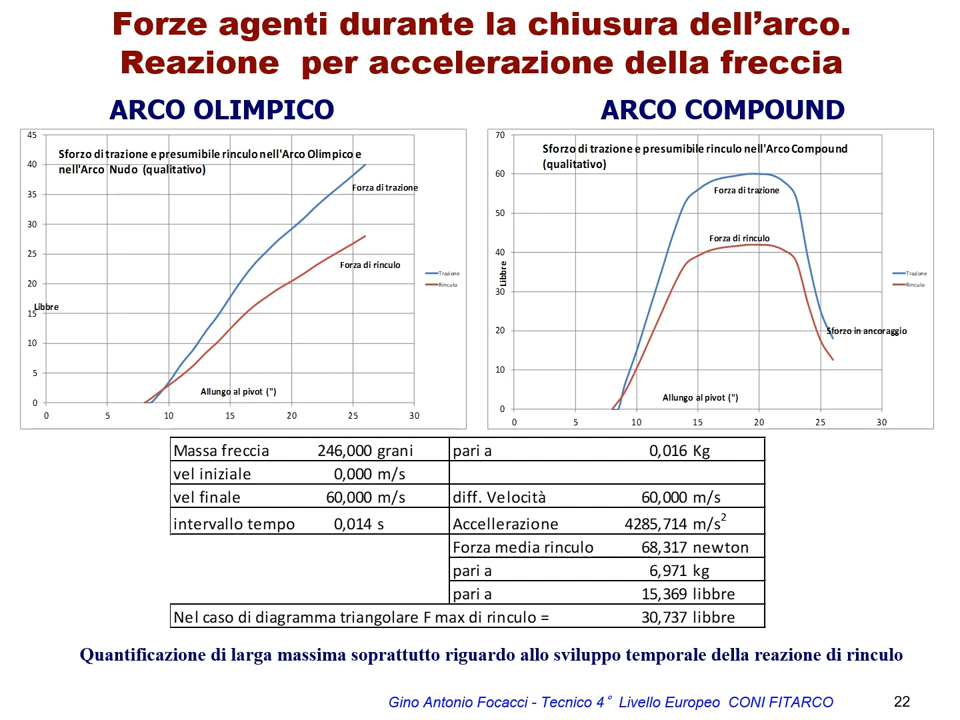 Forze agenti durante la chiusura dell’arco.
Reazione  per accelerazione della freccia
ARCO OLIMPICO
ARCO COMPOUND
45
40
35
30
25
20
15
10
5
0
Sforzo di trazione e presumibile rinculo nell'Arco Olimpico e
nell'Arco Nudo (qualitativo)
Forza di trazione
Forza di rinculo
Libbre
Allungo al pivot (")
0 5 10 15 20 25 30
Trazione
Rinculo
70
60
50
40
30
20
10
0
Sforzo di trazione e presumibile rinculo nell'Arco Compound
(qualitativo)
Forza di trazione
Forza di rinculo
Libbre
Sforzo in ancoraggio
Allungo al pivot (")
0 5 10 15 20 25 30
Trazione
Rinculo
Massa freccia 246,000 grani pari a 0,016 Kg
vel iniziale 0,000 m/s
vel finale 60,000 m/s diff. Velocità 60,000 m/s
intervallo tempo 0,014 s Accellerazione 4285,714 m/s²
Forza media rinculo 68,317 newton
pari a 6,971 kg
pari a 15,369 libbre
Nel caso di diagramma triangolare F max di rinculo = 30,737 libbre
Quantificazione di larga massima soprattutto riguardo allo sviluppo temporale della reazione di rinculo
Gino Antonio Focacci - Tecnico 4° Livello Europeo CONI FITARCO
22